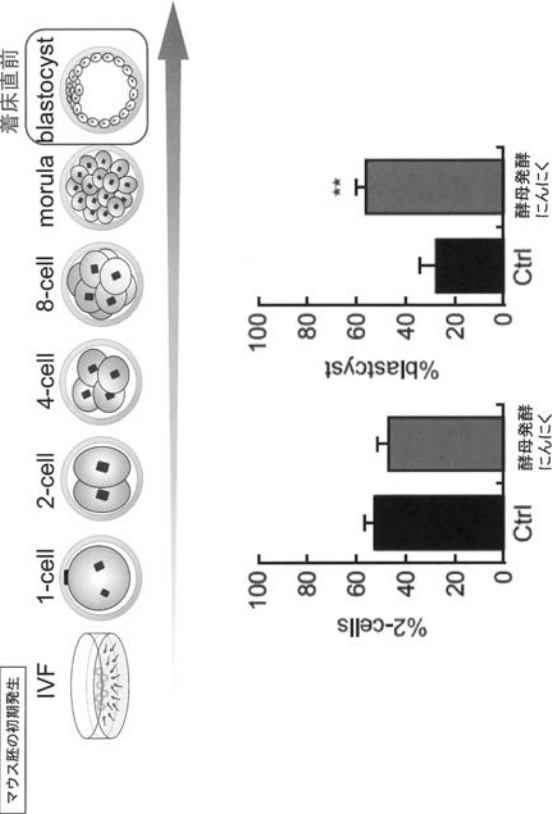 マウス胚の初期発生
IVF
1-cell
2-cell
4-cell
8-cell
morula
blastocyst
着床直前
%2-cells
100
80
60
40
20
0
Ctrl
酵母発酵
にんにく
%blastcyst
100
80
60
40
20
0
**
Ctrl
酵母発酵
にんにく